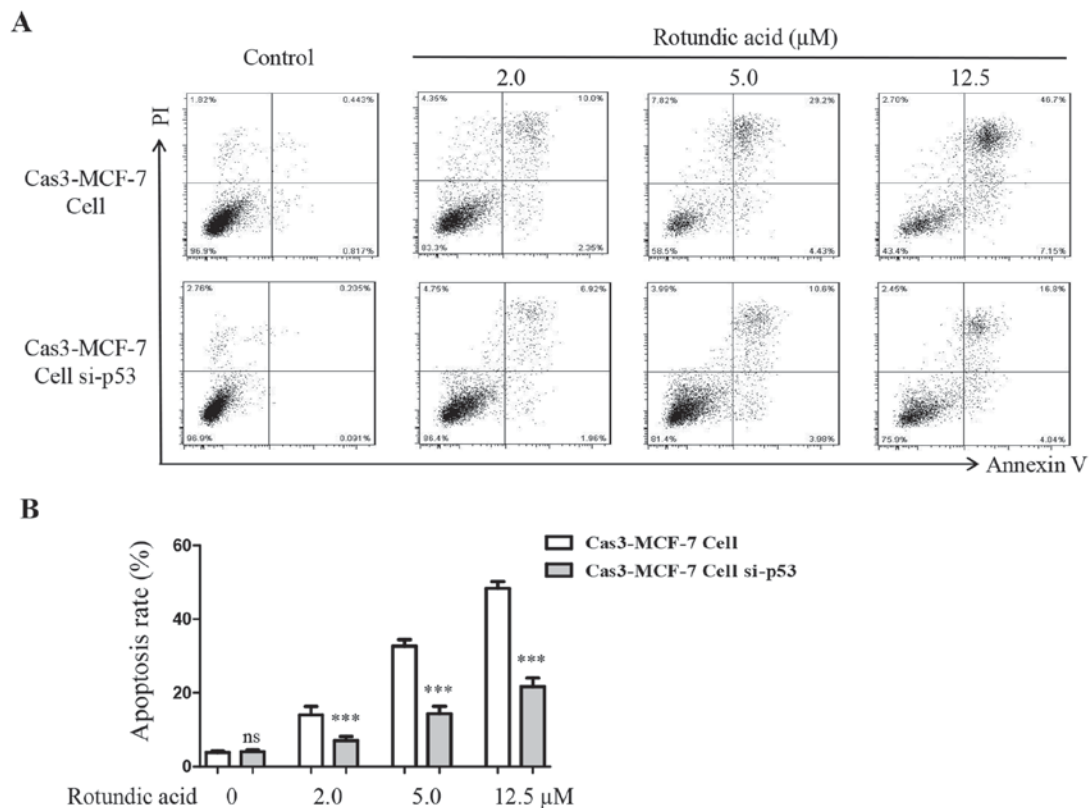 A
Rotundic acid (µM)
Control
2.0
5.0
12.5
PI
Cas3-MCF-7
Cell
1.92%
0.443%
96.9%
0.817%
4.35%
10.0%
83.3%
2.35%
7.82%
29.2%
58.5%
4.43%
2.70%
46.7%
43.4%
7.15%
Cas3-MCF-7
Cell si-p53
2.76%
0.205%
96.9%
0.091%
4.75%
6.92%
86.4%
1.96%
3.99%
10.6%
81.4%
3.98%
2.45%
16.8%
75.9%
4.04%
Annexin V
B
Apoptosis rate (%)
60
40
20
0
Cas3-MCF-7 Cell
Cas3-MCF-7 Cell si-p53
ns
***
***
***
Rotundic acid 0 2.0 5.0 12.5 µM